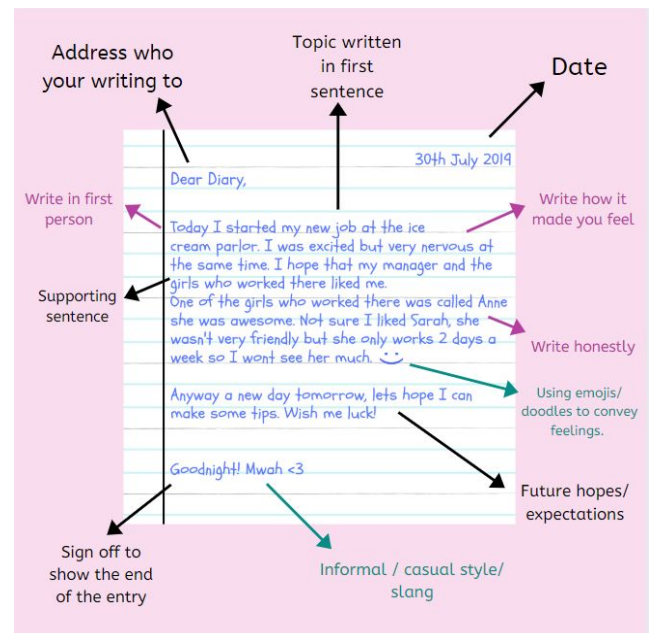 Address who
your writing to
Topic written
in first
sentence
Date
30th July 2019
Dear Diary,
Write in first
person
Write how it
made you feel
Today I started my new job at the ice
cream parlor. I was excited but very nervous at
the same time. I hope that my manager and the
girls who worked there liked me.
One of the girls who worked there was called Anne
she was awesome. Not sure I liked Sarah, she
wasn't very friendly but she only works 2 days a
week so I wont see her much.
Supporting
sentence
Write honestly
Using emojis/
doodles to convey
feelings.
Anyway a new day tomorrow, lets hope I can
make some tips. Wish me luck!
Goodnight! Mwah <3
Future hopes/
expectations
Sign off to
show the end
of the entry
Informal / casual style/
slang